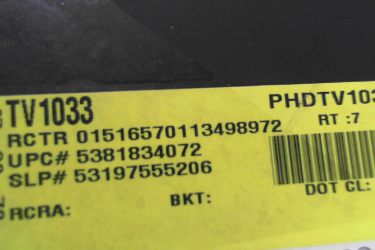 TV1033 PHDTV103
RCTR 01516570113498972 RT :7
UPC# 5381834072
SLP# 53197555206
DOT CL:
RCRA: BKT: